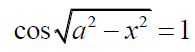 cos√(a² − x²) = 1